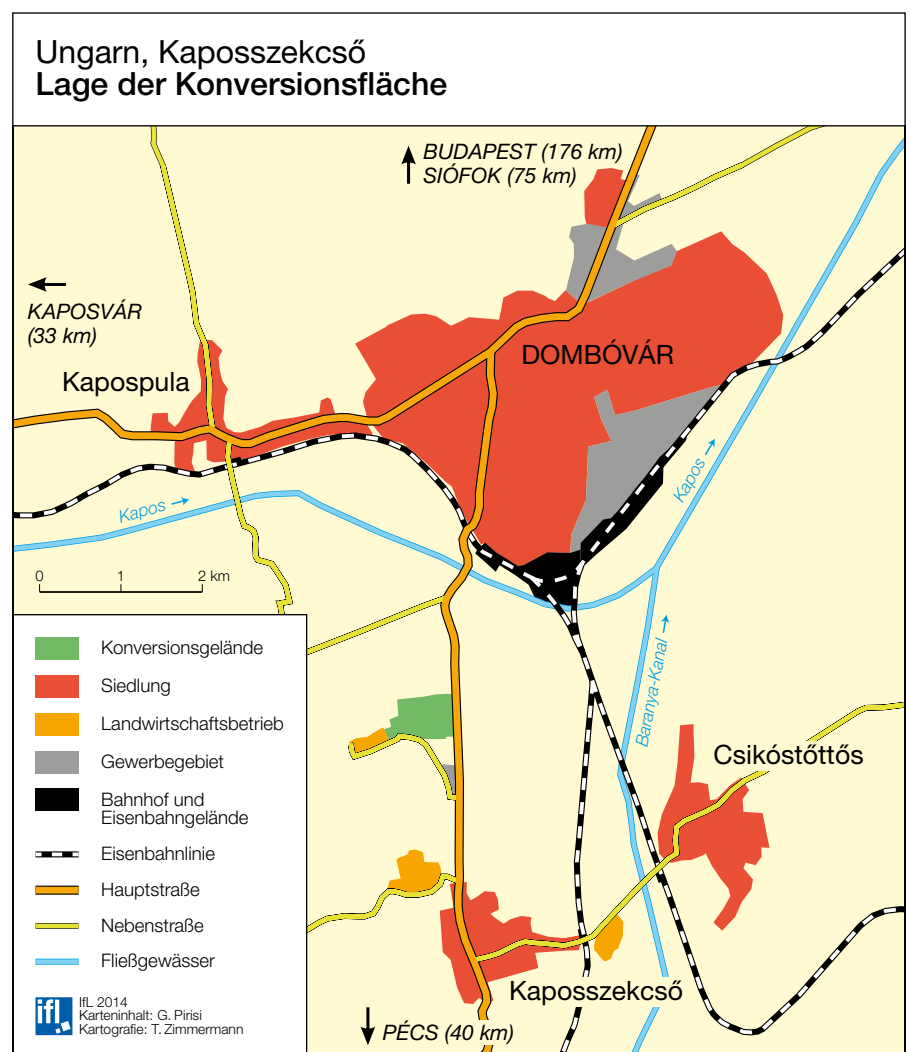 Ungarn, Kaposszekcső
Lage der Konversionsfläche
BUDAPEST (176 km)
SIÓFOK (75 km)
KAPOSVÁR
(33 km)
DOMBÓVÁR
Kapospula
Kapos
Kapos
0 1 2 km
Baranya-Kanal
Csikóstőttős
Kaposszekcső
PÉCS (40 km)
Konversionsgelände
Siedlung
Landwirtschaftsbetrieb
Gewerbegebiet
Bahnhof und
Eisenbahngelände
Eisenbahnlinie
Hauptstraße
Nebenstraße
Fließgewässer
ifl
IfL 2014
Karteninhalt: G. Pirisi
Kartografie: T. Zimmermann